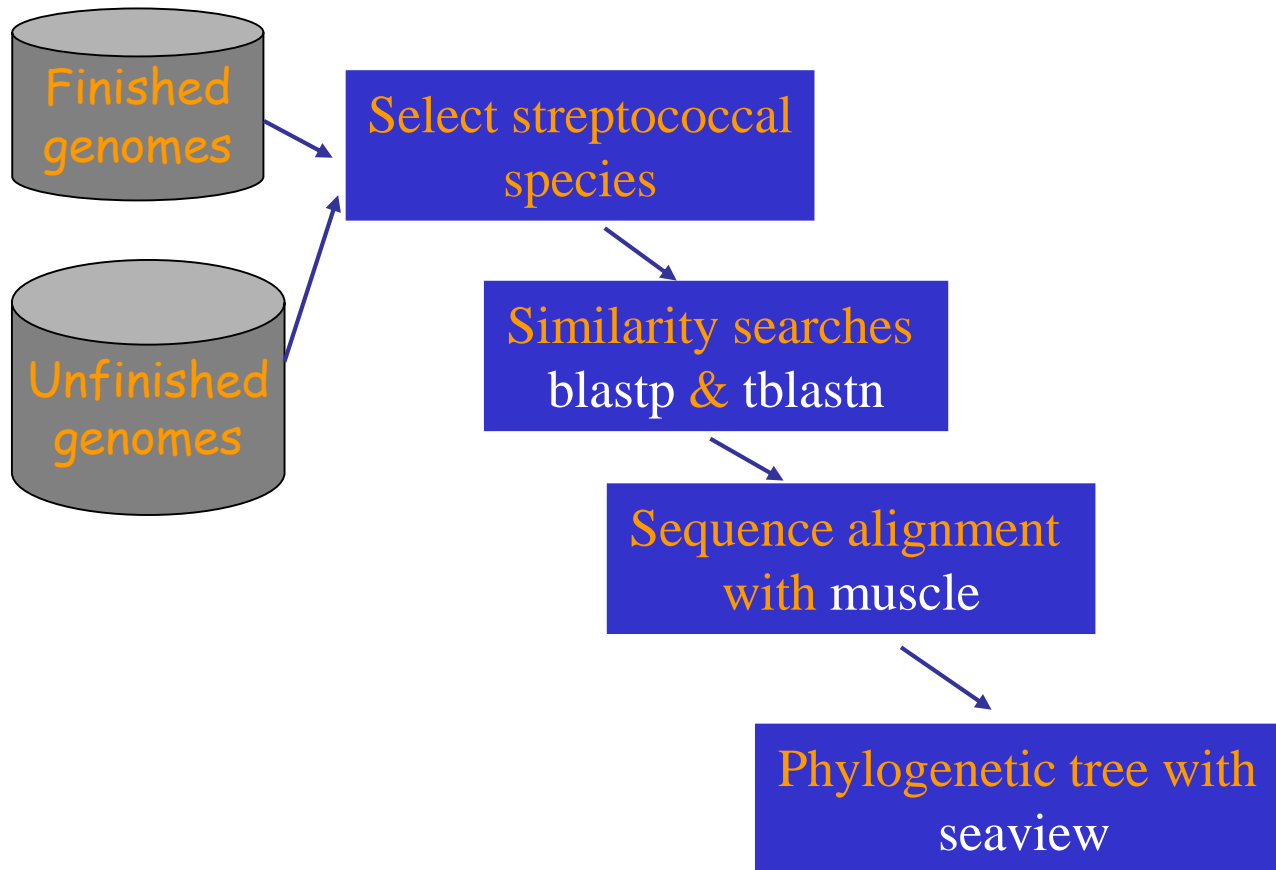 Finished
genomes
Select streptococcal
species
Unfinished
genomes
Similarity searches
blastp & tblastn
Sequence alignment
with muscle
Phylogenetic tree with
seaview